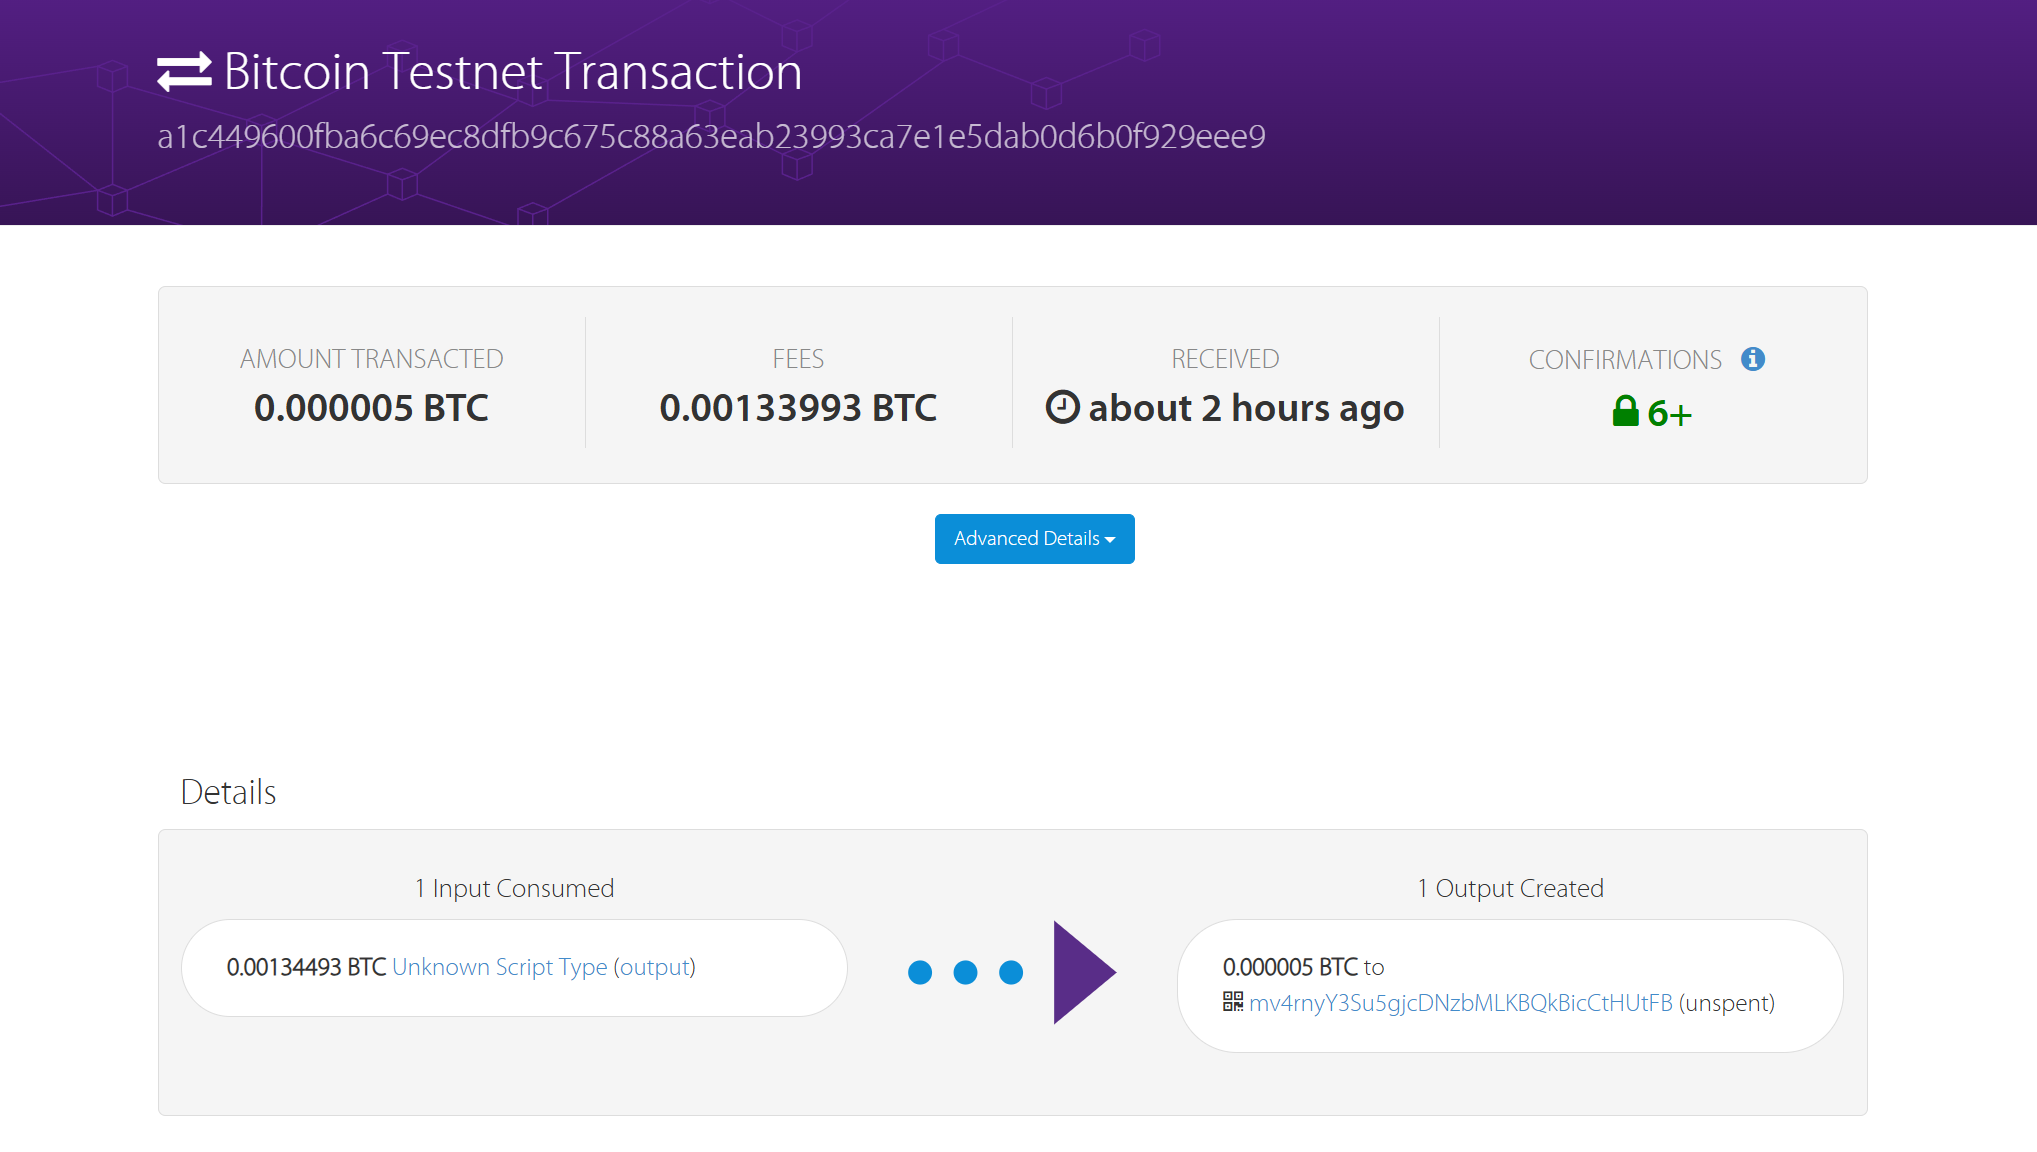 Bitcoin Testnet Transaction
a1c449600fba6c69ec8dfb9c675c88a63eab23993ca7e1e5dab0d6b0f929eee9
AMOUNT TRANSACTED
0.000005 BTC
FEES
0.00133993 BTC
RECEIVED
about 2 hours ago
CONFIRMATIONS
6+
Advanced Details
Details
1 Input Consumed
0.00134493 BTC Unknown Script Type (output)
1 Output Created
0.000005 BTC to
mv4rnyY3Su5gjcDNzbMLKBQkBicCtHUtFB (unspent)